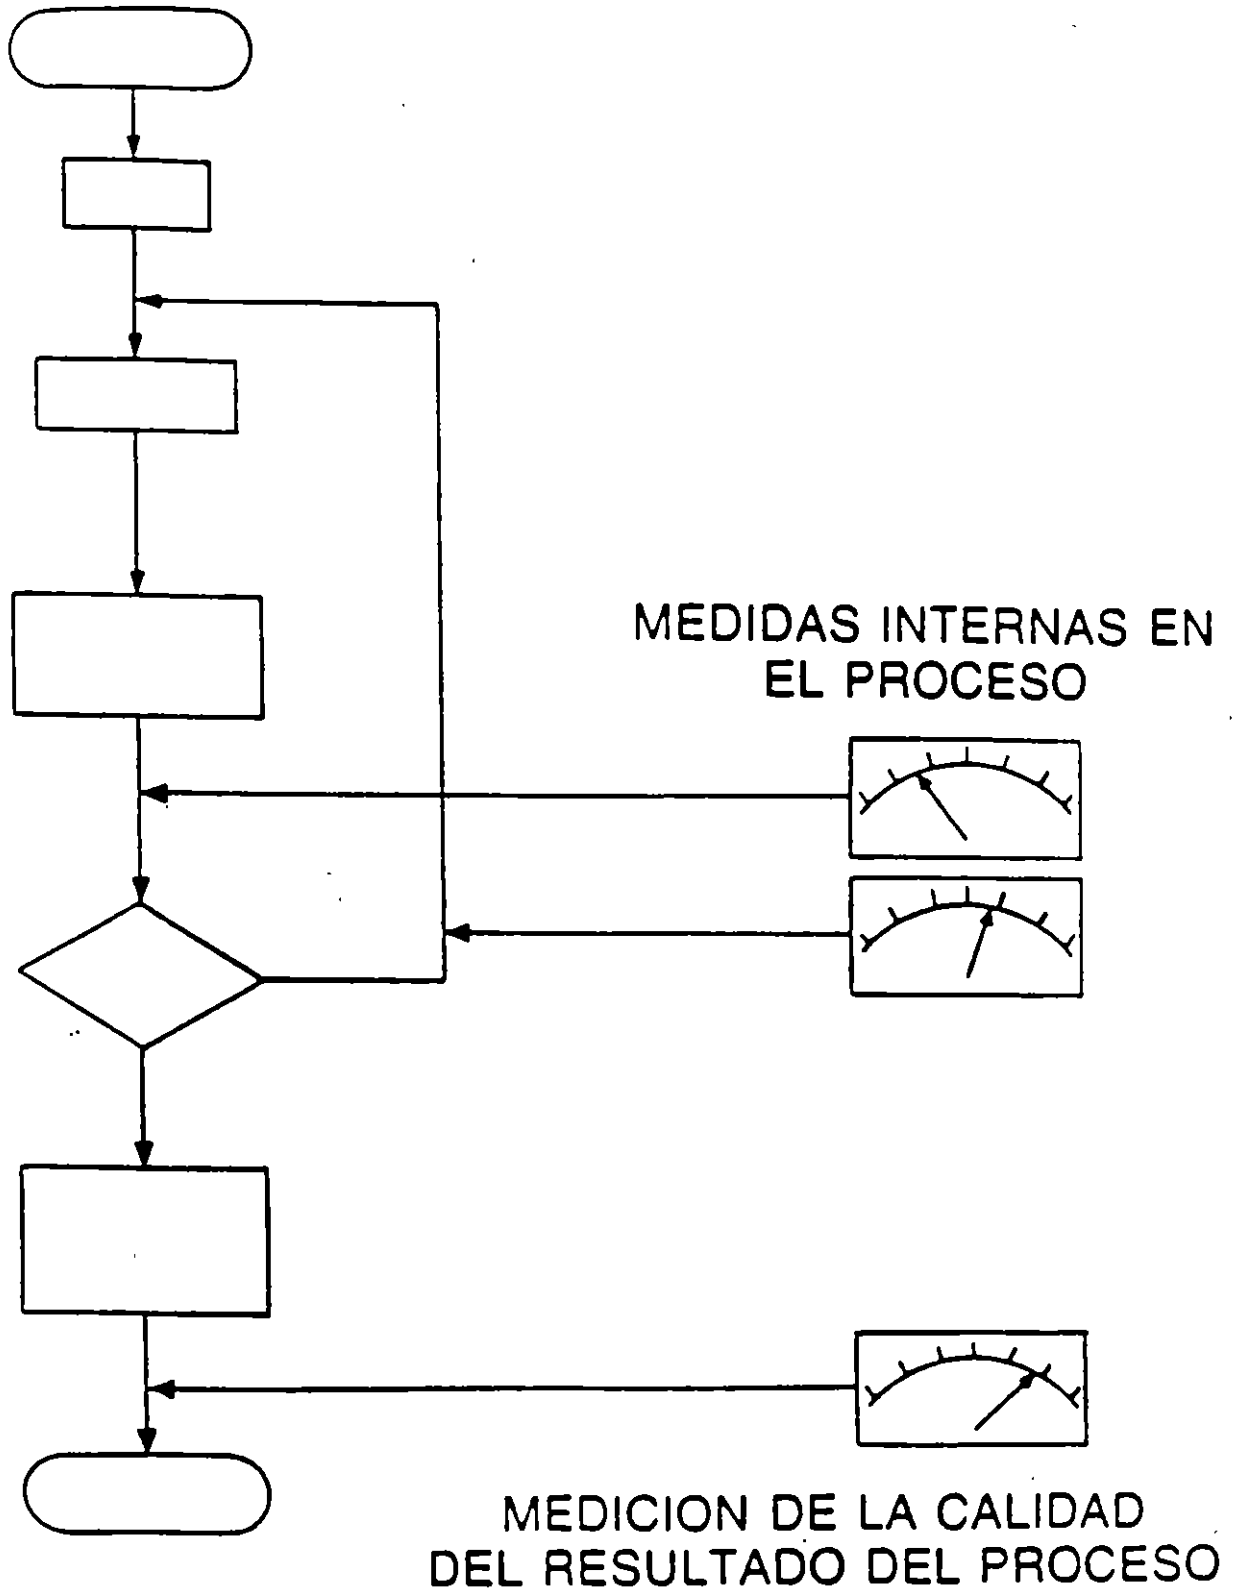 MEDIDAS INTERNAS EN
EL PROCESO
MEDICION DE LA CALIDAD
DEL RESULTADO DEL PROCESO